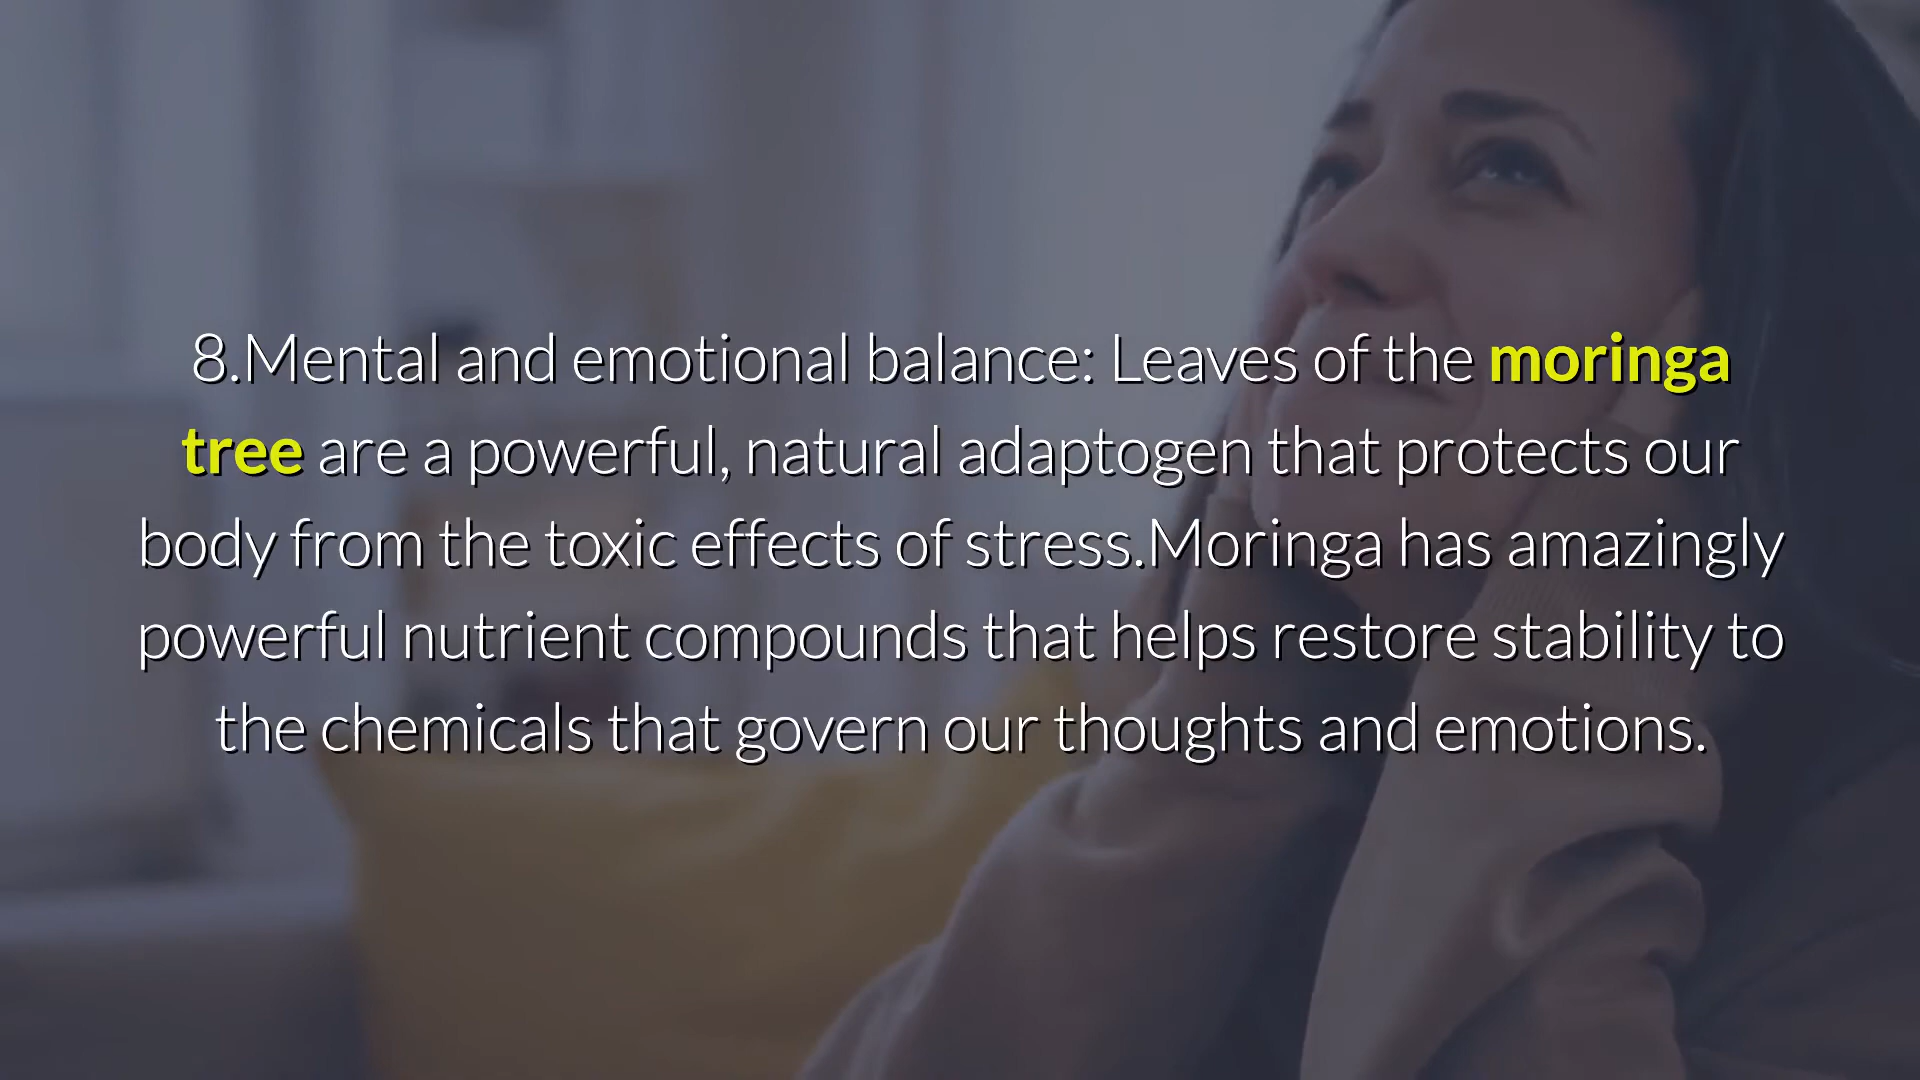 8.Mental and emotional balance: Leaves of the moringa
tree are a powerful, natural adaptogen that protects our
body from the toxic effects of stress.Moringa has amazingly
powerful nutrient compounds that helps restore stability to
the chemicals that govern our thoughts and emotions.